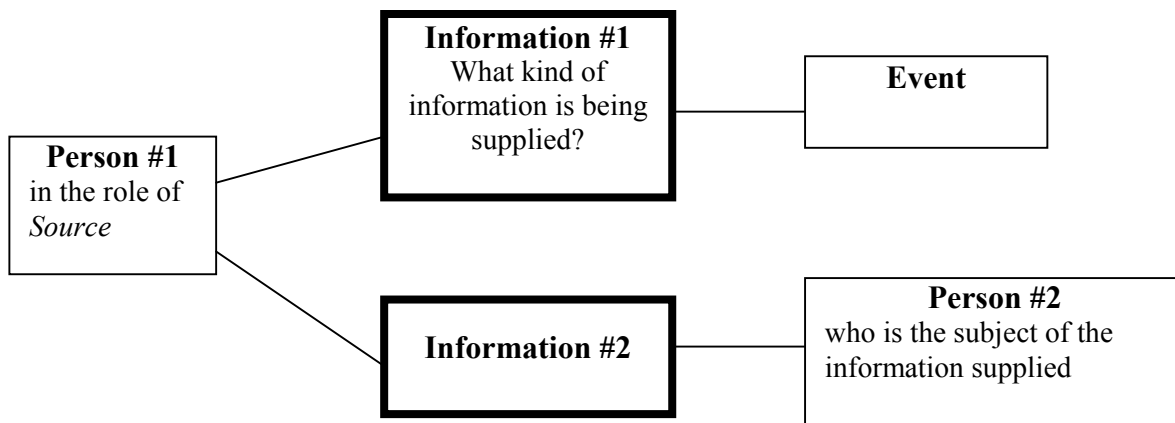 Information #1
What kind of
information is being
supplied?
Event
Person #1
in the role of
Source
Information #2
Person #2
who is the subject of the
information supplied